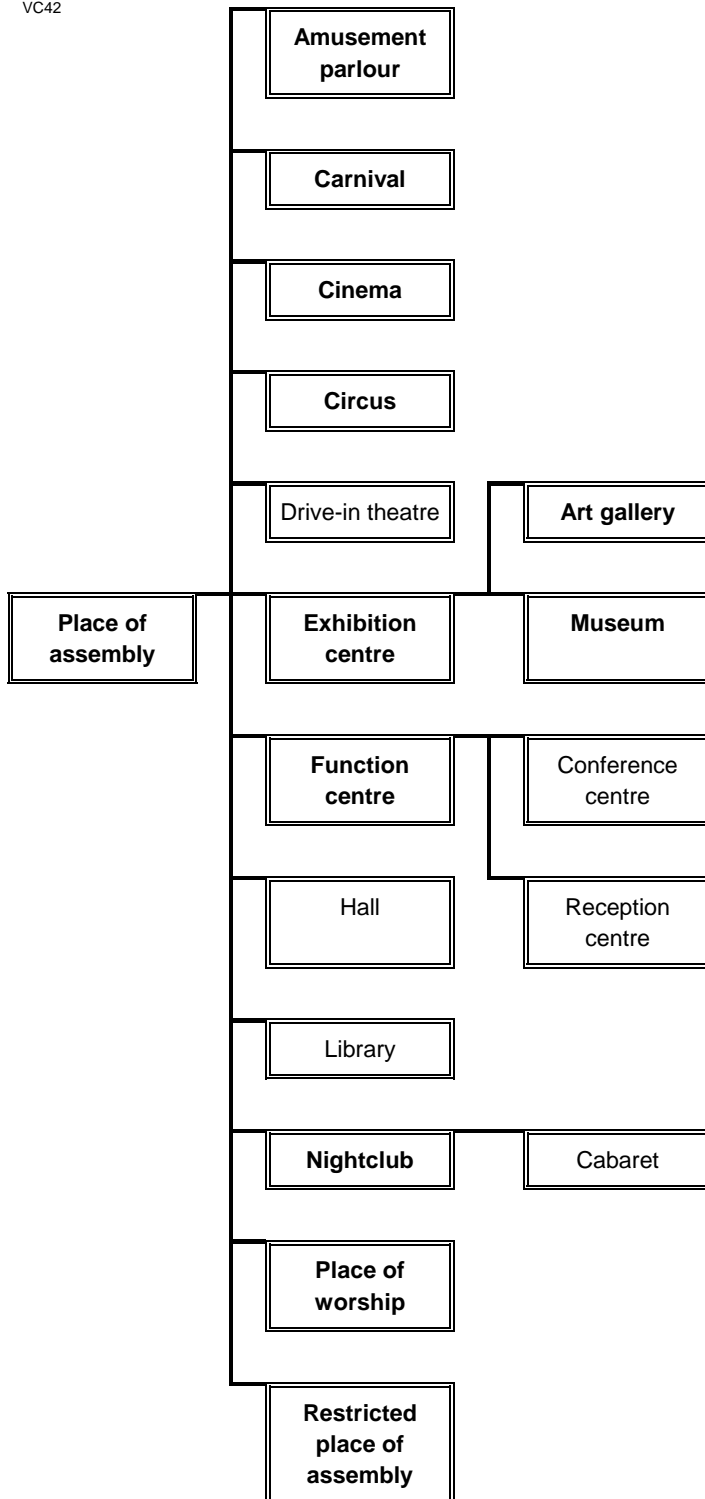 VC42
Amusement
parlour
Carnival
Cinema
Circus
Drive-in theatre
Art gallery
Place of
assembly
Exhibition
centre
Museum
Function
centre
Conference
centre
Hall
Reception
centre
Library
Nightclub
Cabaret
Place of
worship
Restricted
place of
assembly